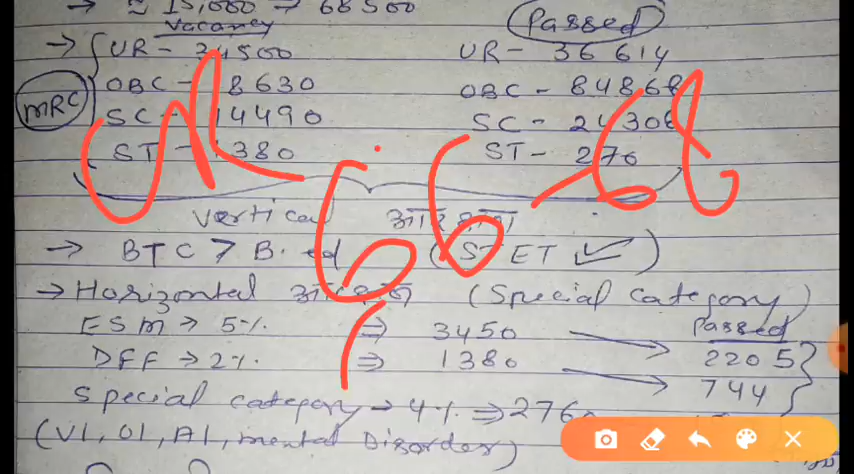 → ≈ 15,000 → 68500
Vacancy (Passed)
→ UR - 34500 UR - 36614
OBC - 18630 OBC - 84868
MRC SC - 14490 SC - 24308
ST - 1380 ST - 270
Vertical आरक्षण
→ BTC > B.ed (STET ✓)
→ Horizontal आरक्षण (Special category)
ESM → 5% ⇒ 3450 Passed
2205
DFF → 2% ⇒ 1380
744
Special category → 4% ⇒ 2760
(VI, OI, AI, mental Disorder)